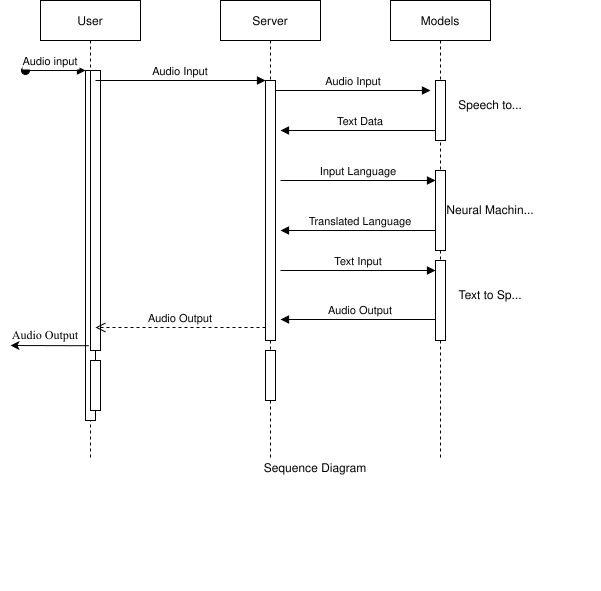 User
Server
Models
Audio input
Audio Input
Audio Input
Speech to...
Text Data
Input Language
Neural Machin...
Translated Language
Text Input
Text to Sp...
Audio Output
Audio Output
Audio Output
Sequence Diagram